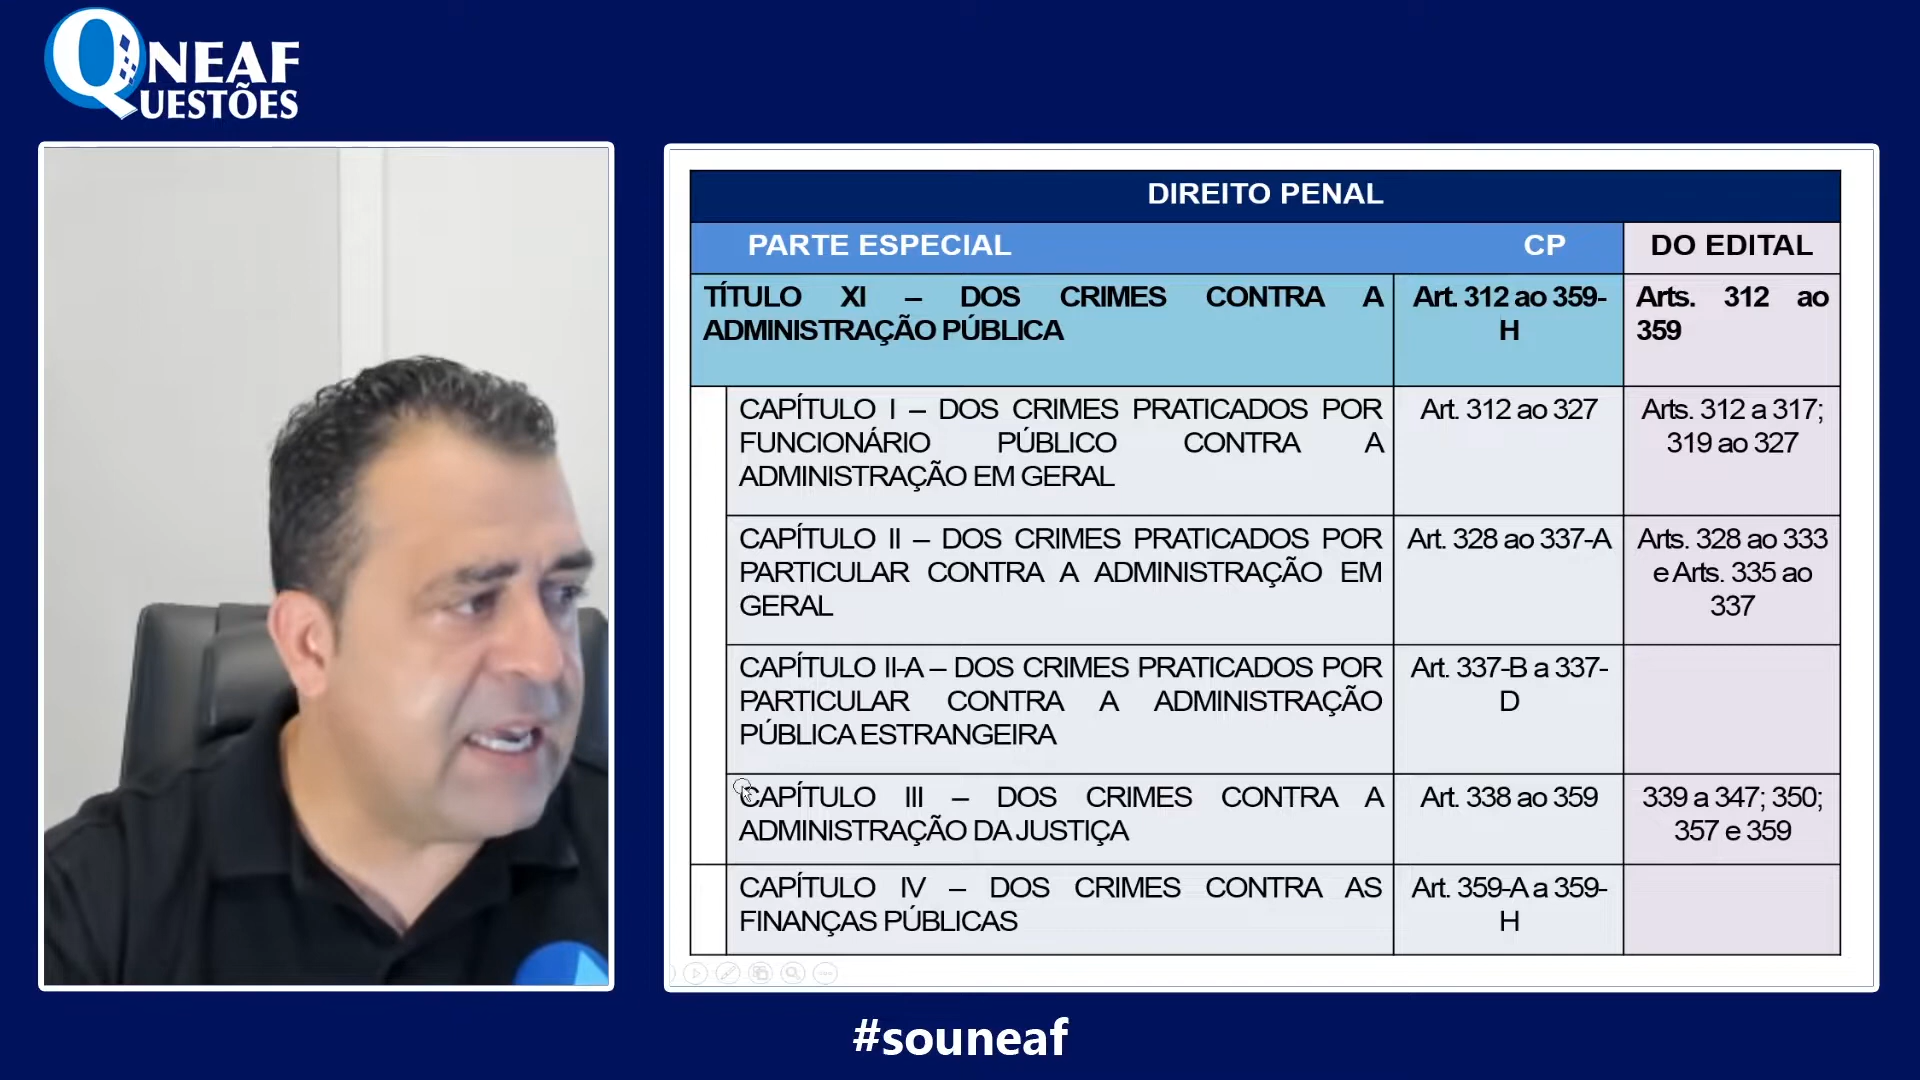 QNEAF
QUESTÕES
DIREITO PENAL
PARTE ESPECIAL CP DO EDITAL
TÍTULO XI – DOS CRIMES CONTRA A
ADMINISTRAÇÃO PÚBLICA
Art. 312 ao 359-
H
Arts. 312 ao
359
CAPÍTULO I – DOS CRIMES PRATICADOS POR
FUNCIONÁRIO PÚBLICO CONTRA A
ADMINISTRAÇÃO EM GERAL
Art. 312 ao 327
Arts. 312 a 317;
319 ao 327
CAPÍTULO II – DOS CRIMES PRATICADOS POR
PARTICULAR CONTRA A ADMINISTRAÇÃO EM
GERAL
Art. 328 ao 337-A
Arts. 328 ao 333
e Arts. 335 ao
337
CAPÍTULO II-A – DOS CRIMES PRATICADOS POR
PARTICULAR CONTRA A ADMINISTRAÇÃO
PÚBLICA ESTRANGEIRA
Art. 337-B a 337-
D
CAPÍTULO III – DOS CRIMES CONTRA A
ADMINISTRAÇÃO DA JUSTIÇA
Art. 338 ao 359
339 a 347; 350;
357 e 359
CAPÍTULO IV – DOS CRIMES CONTRA AS
FINANÇAS PÚBLICAS
Art. 359-A a 359-
H
#souneaf